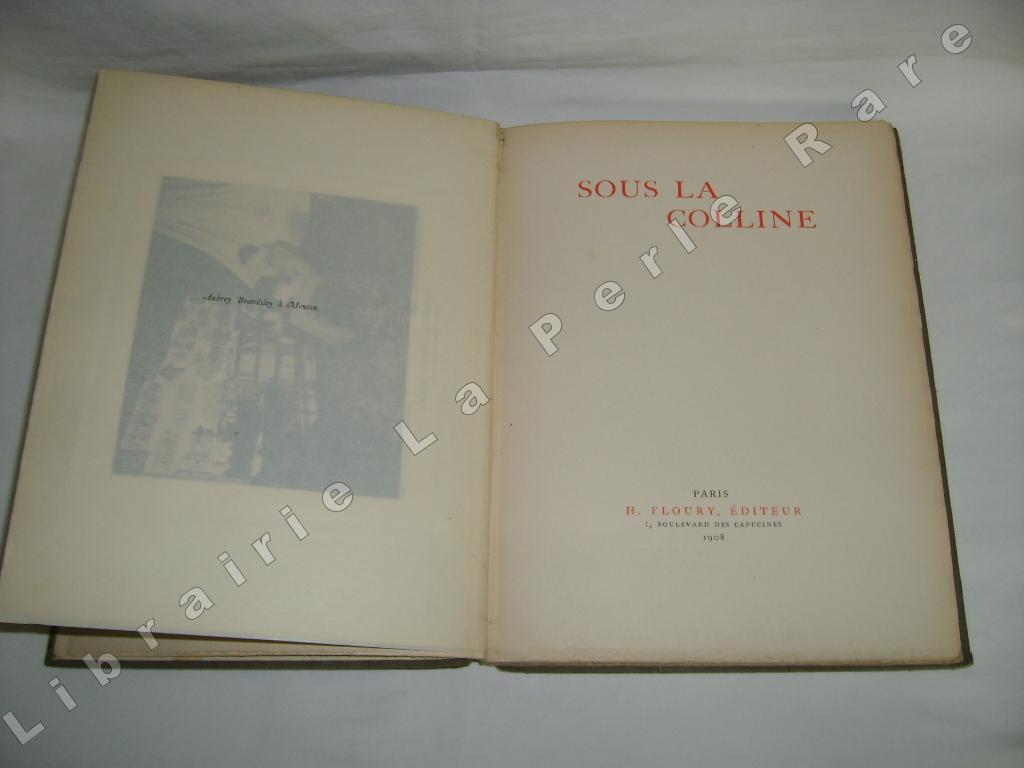 Aubrey Beardsley à Menton.
SOUS LA
COLLINE
PARIS
H. FLOURY, ÉDITEUR
1, BOULEVARD DES CAPUCINES
1908
Librairie La Perle Rare